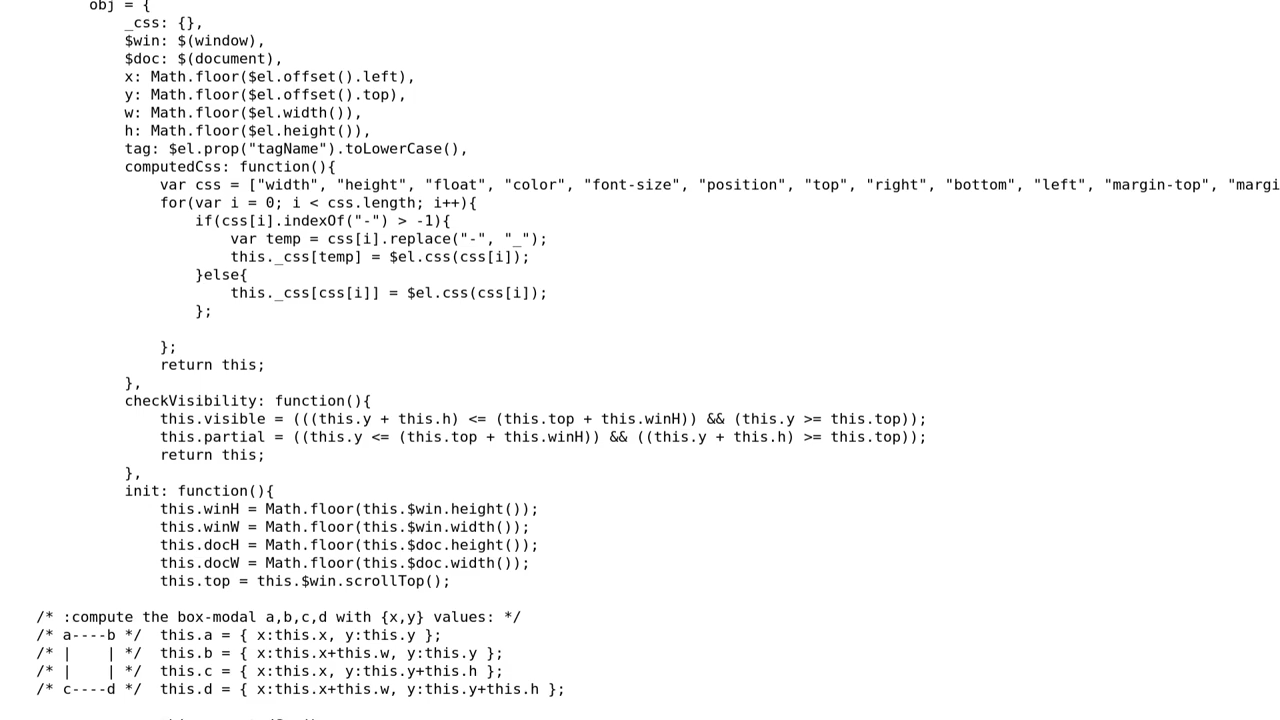 obj = {
_css: {},
$win: $(window),
$doc: $(document),
x: Math.floor($el.offset().left),
y: Math.floor($el.offset().top),
w: Math.floor($el.width()),
h: Math.floor($el.height()),
tag: $el.prop("tagName").toLowerCase(),
computedCss: function(){
var css = ["width", "height", "float", "color", "font-size", "position", "top", "right", "bottom", "left", "margin-top", "margi
for(var i = 0; i < css.length; i++){
if(css[i].indexOf("-") > -1){
var temp = css[i].replace("-", "_");
this._css[temp] = $el.css(css[i]);
}else{
this._css[css[i]] = $el.css(css[i]);
};
};
return this;
},
checkVisibility: function(){
this.visible = (((this.y + this.h) <= (this.top + this.winH)) && (this.y >= this.top));
this.partial = ((this.y <= (this.top + this.winH)) && ((this.y + this.h) >= this.top));
return this;
},
init: function(){
this.winH = Math.floor(this.$win.height());
this.winW = Math.floor(this.$win.width());
this.docH = Math.floor(this.$doc.height());
this.docW = Math.floor(this.$doc.width());
this.top = this.$win.scrollTop();
/* :compute the box-modal a,b,c,d with {x,y} values: */
/* a----b */  this.a = { x:this.x, y:this.y };
/* |    | */  this.b = { x:this.x+this.w, y:this.y };
/* |    | */  this.c = { x:this.x, y:this.y+this.h };
/* c----d */  this.d = { x:this.x+this.w, y:this.y+this.h };